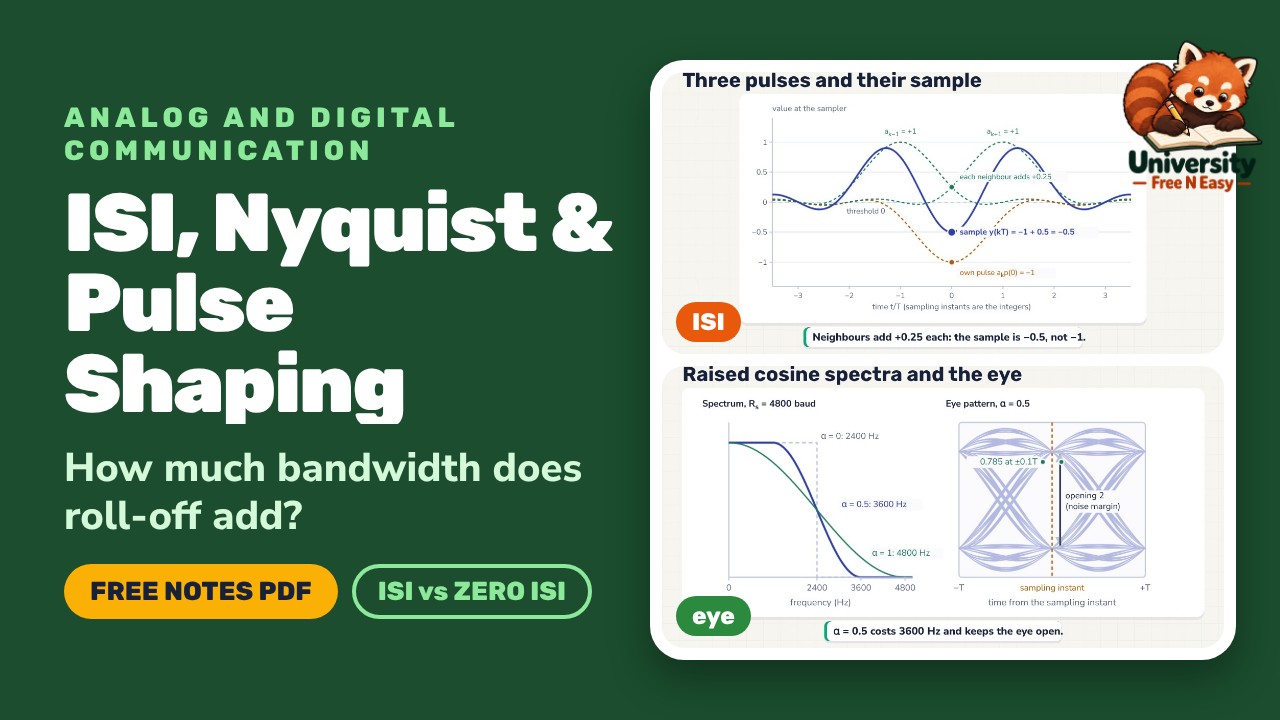 ANALOG AND DIGITAL
COMMUNICATION
ISI, Nyquist &
Pulse
Shaping
How much bandwidth does
roll-off add?
FREE NOTES PDF
ISI vs ZERO ISI
Three pulses and their sample
value at the sampler
aₖ₋₁ = +1
aₖ₊₁ = +1
1
0.5
0
−0.5
−1
each neighbour adds +0.25
threshold 0
sample y(kT) = −1 + 0.5 = −0.5
own pulse aₖp(0) = −1
−3 −2 −1 0 1 2 3
time t/T (sampling instants are the integers)
ISI
Neighbours add +0.25 each: the sample is −0.5, not −1.
University
Free N Easy
Raised cosine spectra and the eye
Spectrum, Rₛ = 4800 baud
α = 0: 2400 Hz
α = 0.5: 3600 Hz
α = 1: 4800 Hz
0 2400 3600 4800
frequency (Hz)
Eye pattern, α = 0.5
0.785 at ±0.1T
opening 2
(noise margin)
−T sampling instant +T
time from the sampling instant
eye
α = 0.5 costs 3600 Hz and keeps the eye open.